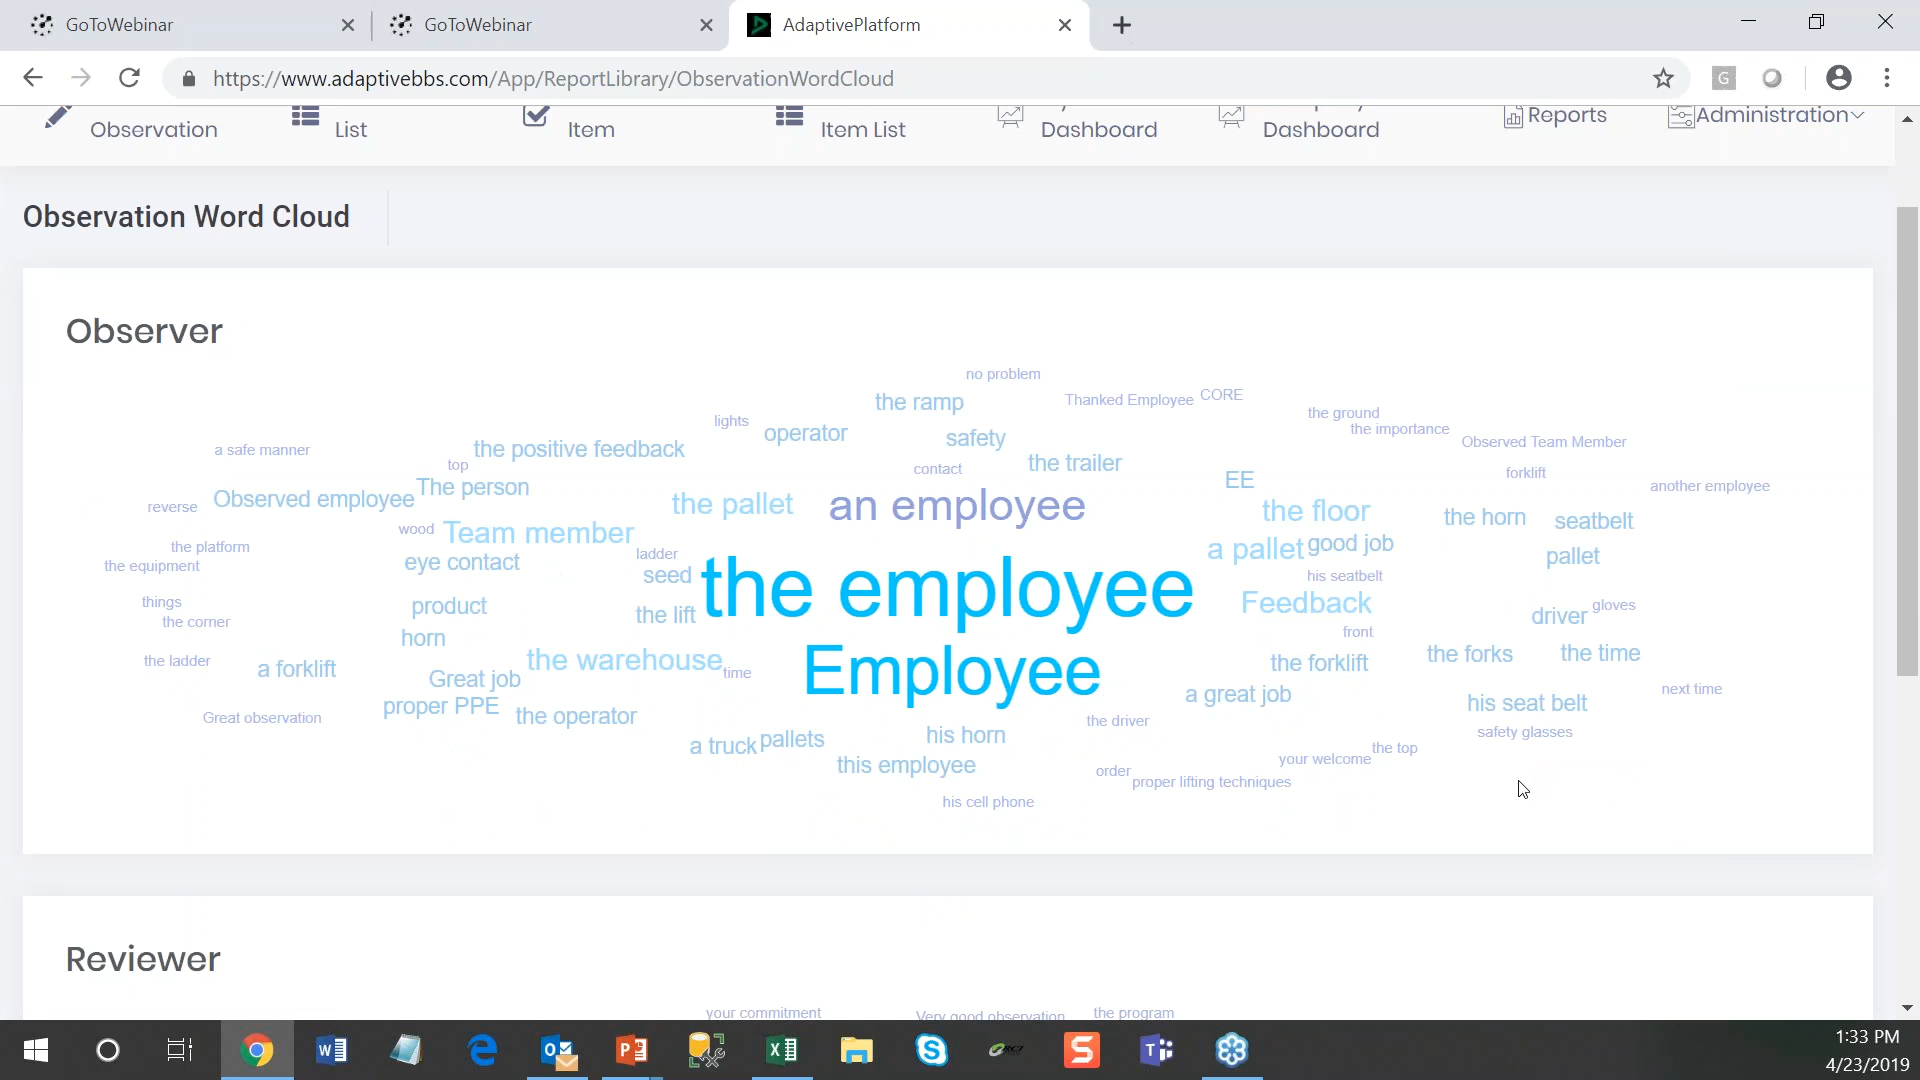 GoToWebinar
GoToWebinar
AdaptivePlatform
https://www.adaptivebbs.com/App/ReportLibrary/ObservationWordCloud
G
Observation
List
Item
Item List
Dashboard
Dashboard
Reports
Administration
Observation Word Cloud
Observer
no problem
the ramp
Thanked Employee
CORE
lights
operator
safety
the ground
the importance
a safe manner
the positive feedback
top
contact
the trailer
Observed Team Member
forklift
reverse
Observed employee
The person
the pallet
an employee
EE
the floor
another employee
wood
Team member
the horn
seatbelt
the platform
the equipment
eye contact
ladder
seed
the employee
a pallet
good job
his seatbelt
pallet
things
the corner
product
horn
the lift
Feedback
front
driver
gloves
the ladder
a forklift
the warehouse
time
Employee
the forklift
the forks
the time
Great job
proper PPE
the operator
a great job
next time
his seat belt
Great observation
a truck
pallets
his horn
the driver
safety glasses
this employee
order
proper lifting techniques
your welcome
the top
his cell phone
Reviewer
your commitment
Very good observation
the program
1:33 PM
4/23/2019